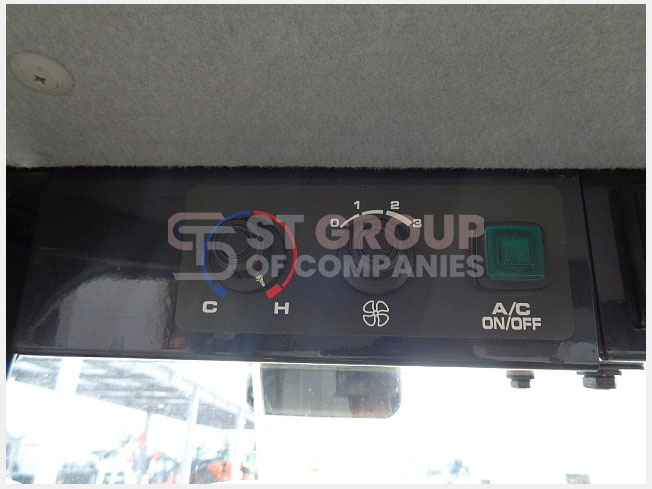 1 2
0 3
ST GROUP
OF COMPANIES
C H
A/C
ON/OFF